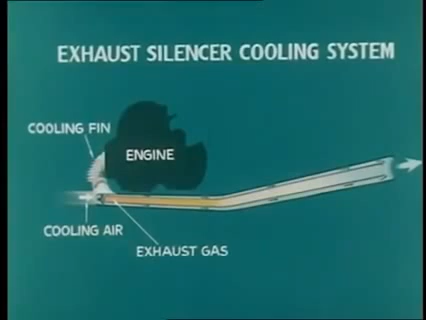 EXHAUST SILENCER COOLING SYSTEM
COOLING FIN
ENGINE
COOLING AIR
EXHAUST GAS